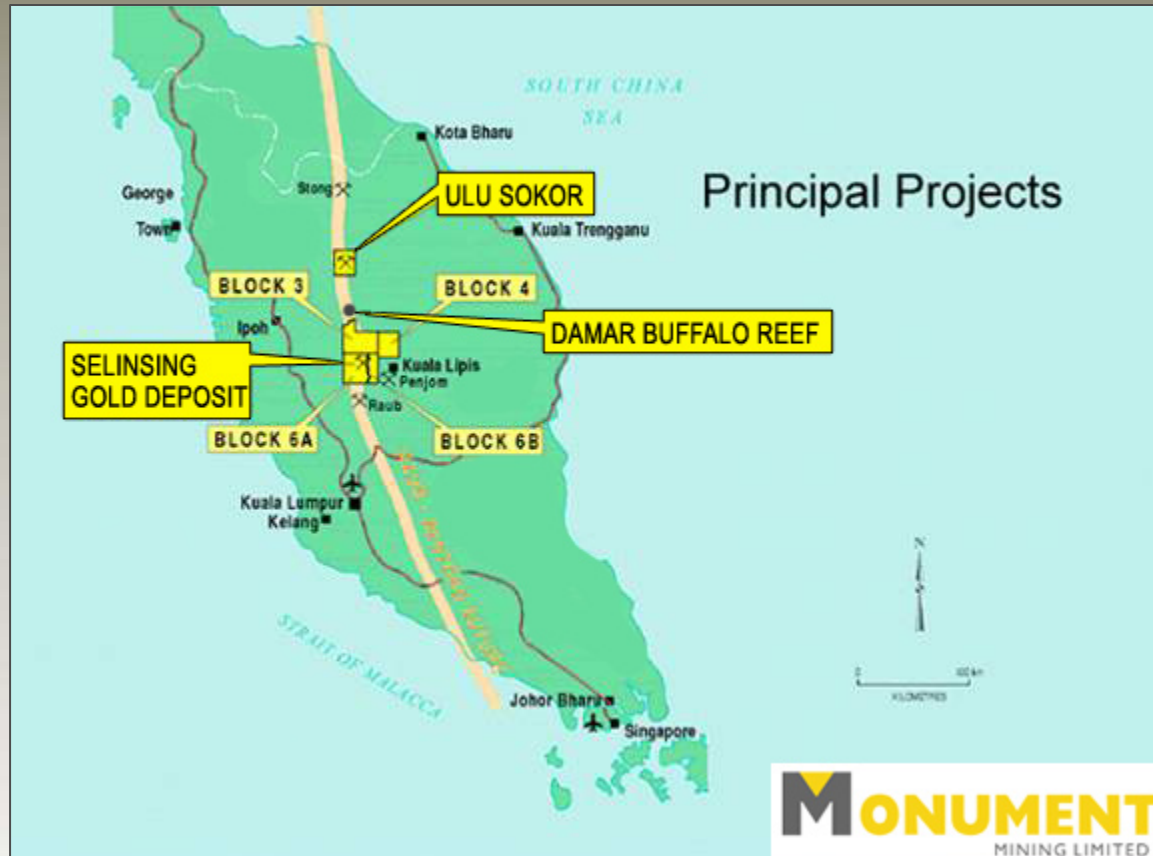 SOUTH CHINA
SEA
Kota Bharu
Principal Projects
Stong
George
Town
ULU SOKOR
Kuala Trengganu
BLOCK 3
BLOCK 4
Ipoh
DAMAR BUFFALO REEF
SELINSING
GOLD DEPOSIT
Kuala Lipis
Penjom
Raub
BLOCK 6A
BLOCK 6B
Kuala Lumpur
Kelang
N
STRAIT OF MALACCA
0
KILOMETRES
Johor Bharu
Singapore
MONUMENT
MINING LIMITED